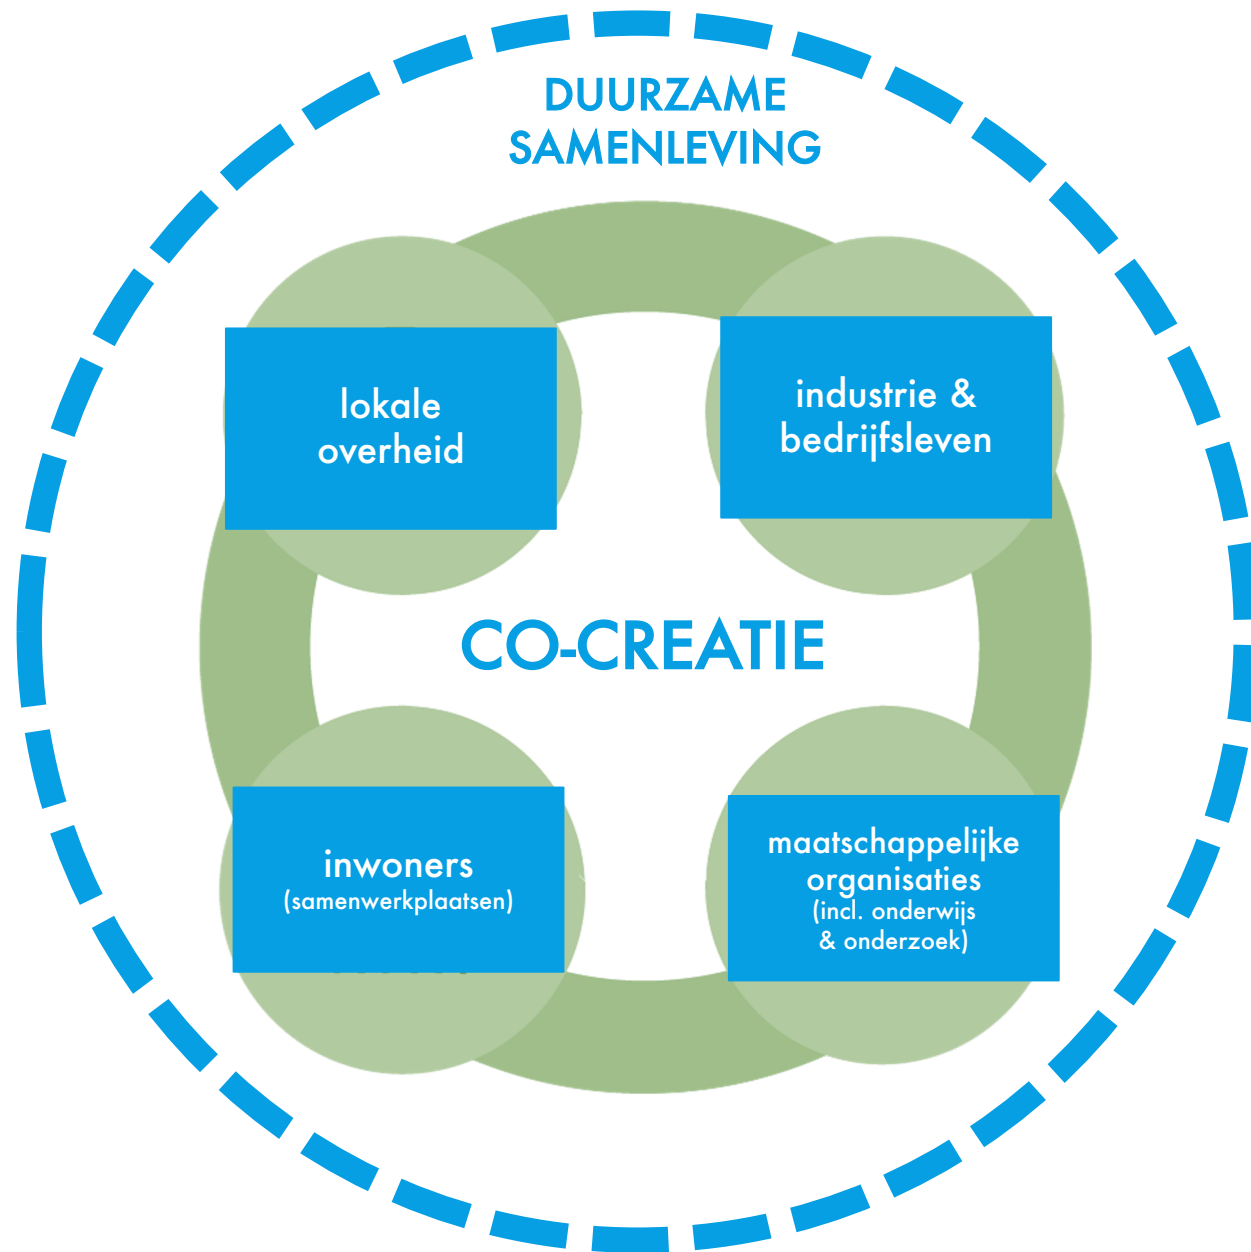 DUURZAME
SAMENLEVING
lokale
overheid
industrie &
bedrijfsleven
CO-CREATIE
inwoners
(samenwerkplaatsen)
maatschappelijke
organisaties
(incl. onderwijs
& onderzoek)